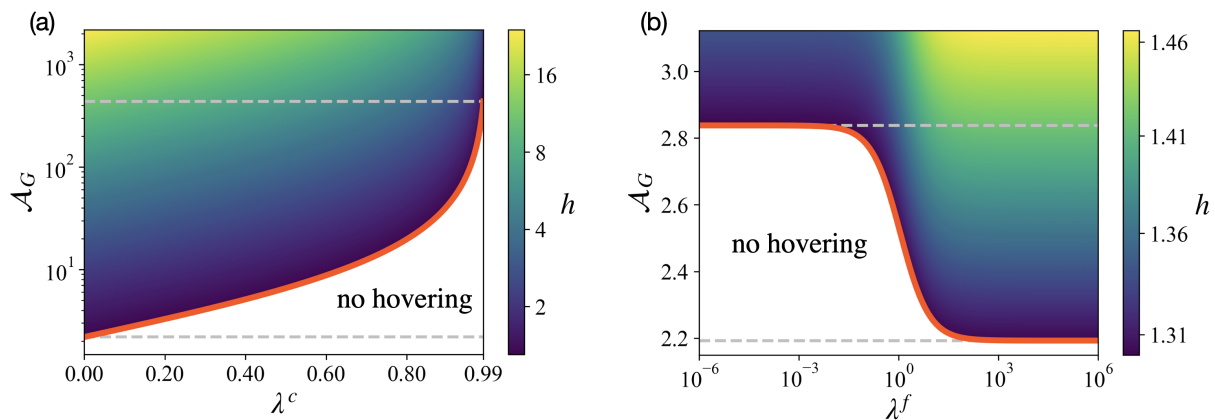 (a)
10³
10²
10¹
𝒜_G
0.00 0.20 0.40 0.60 0.80 0.99
λᶜ
no hovering
16
8
4
2
h
(b)
3.0
2.8
2.6
2.4
2.2
𝒜_G
10⁻⁶ 10⁻³ 10⁰ 10³ 10⁶
λᶠ
no hovering
1.46
1.41
1.36
1.31
h